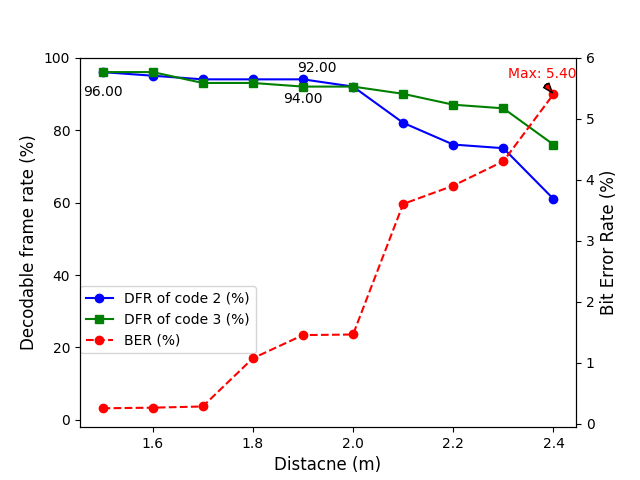 100
80
60
40
20
0
Decodable frame rate (%)
96.00
92.00
94.00
Max: 5.40
DFR of code 2 (%)
DFR of code 3 (%)
BER (%)
6
5
4
3
2
1
0
Bit Error Rate (%)
1.6 1.8 2.0 2.2 2.4
Distacne (m)